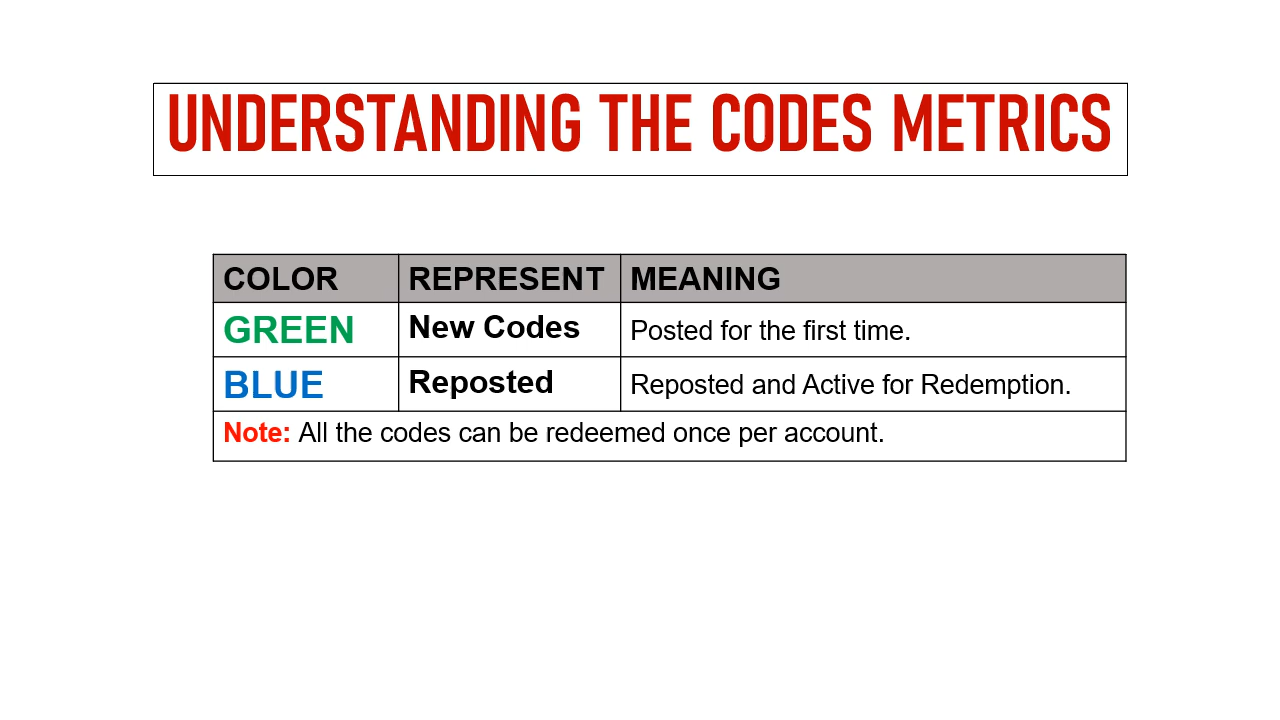 UNDERSTANDING THE CODES METRICS
COLOR REPRESENT MEANING
GREEN New Codes Posted for the first time.
BLUE Reposted Reposted and Active for Redemption.
Note: All the codes can be redeemed once per account.